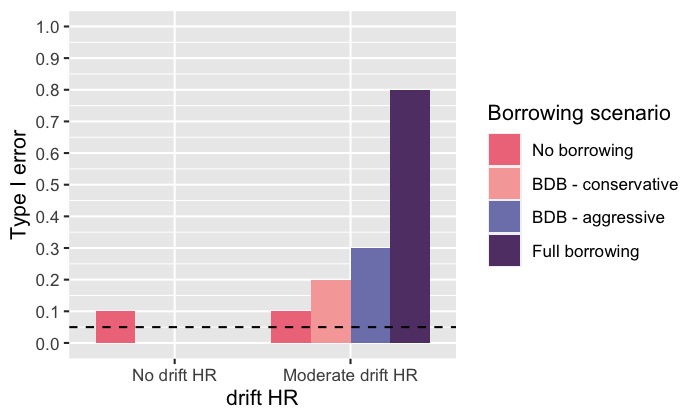 Type I error
1.0
0.9
0.8
0.7
0.6
0.5
0.4
0.3
0.2
0.1
0.0
No drift HR
Moderate drift HR
drift HR
Borrowing scenario
No borrowing
BDB - conservative
BDB - aggressive
Full borrowing